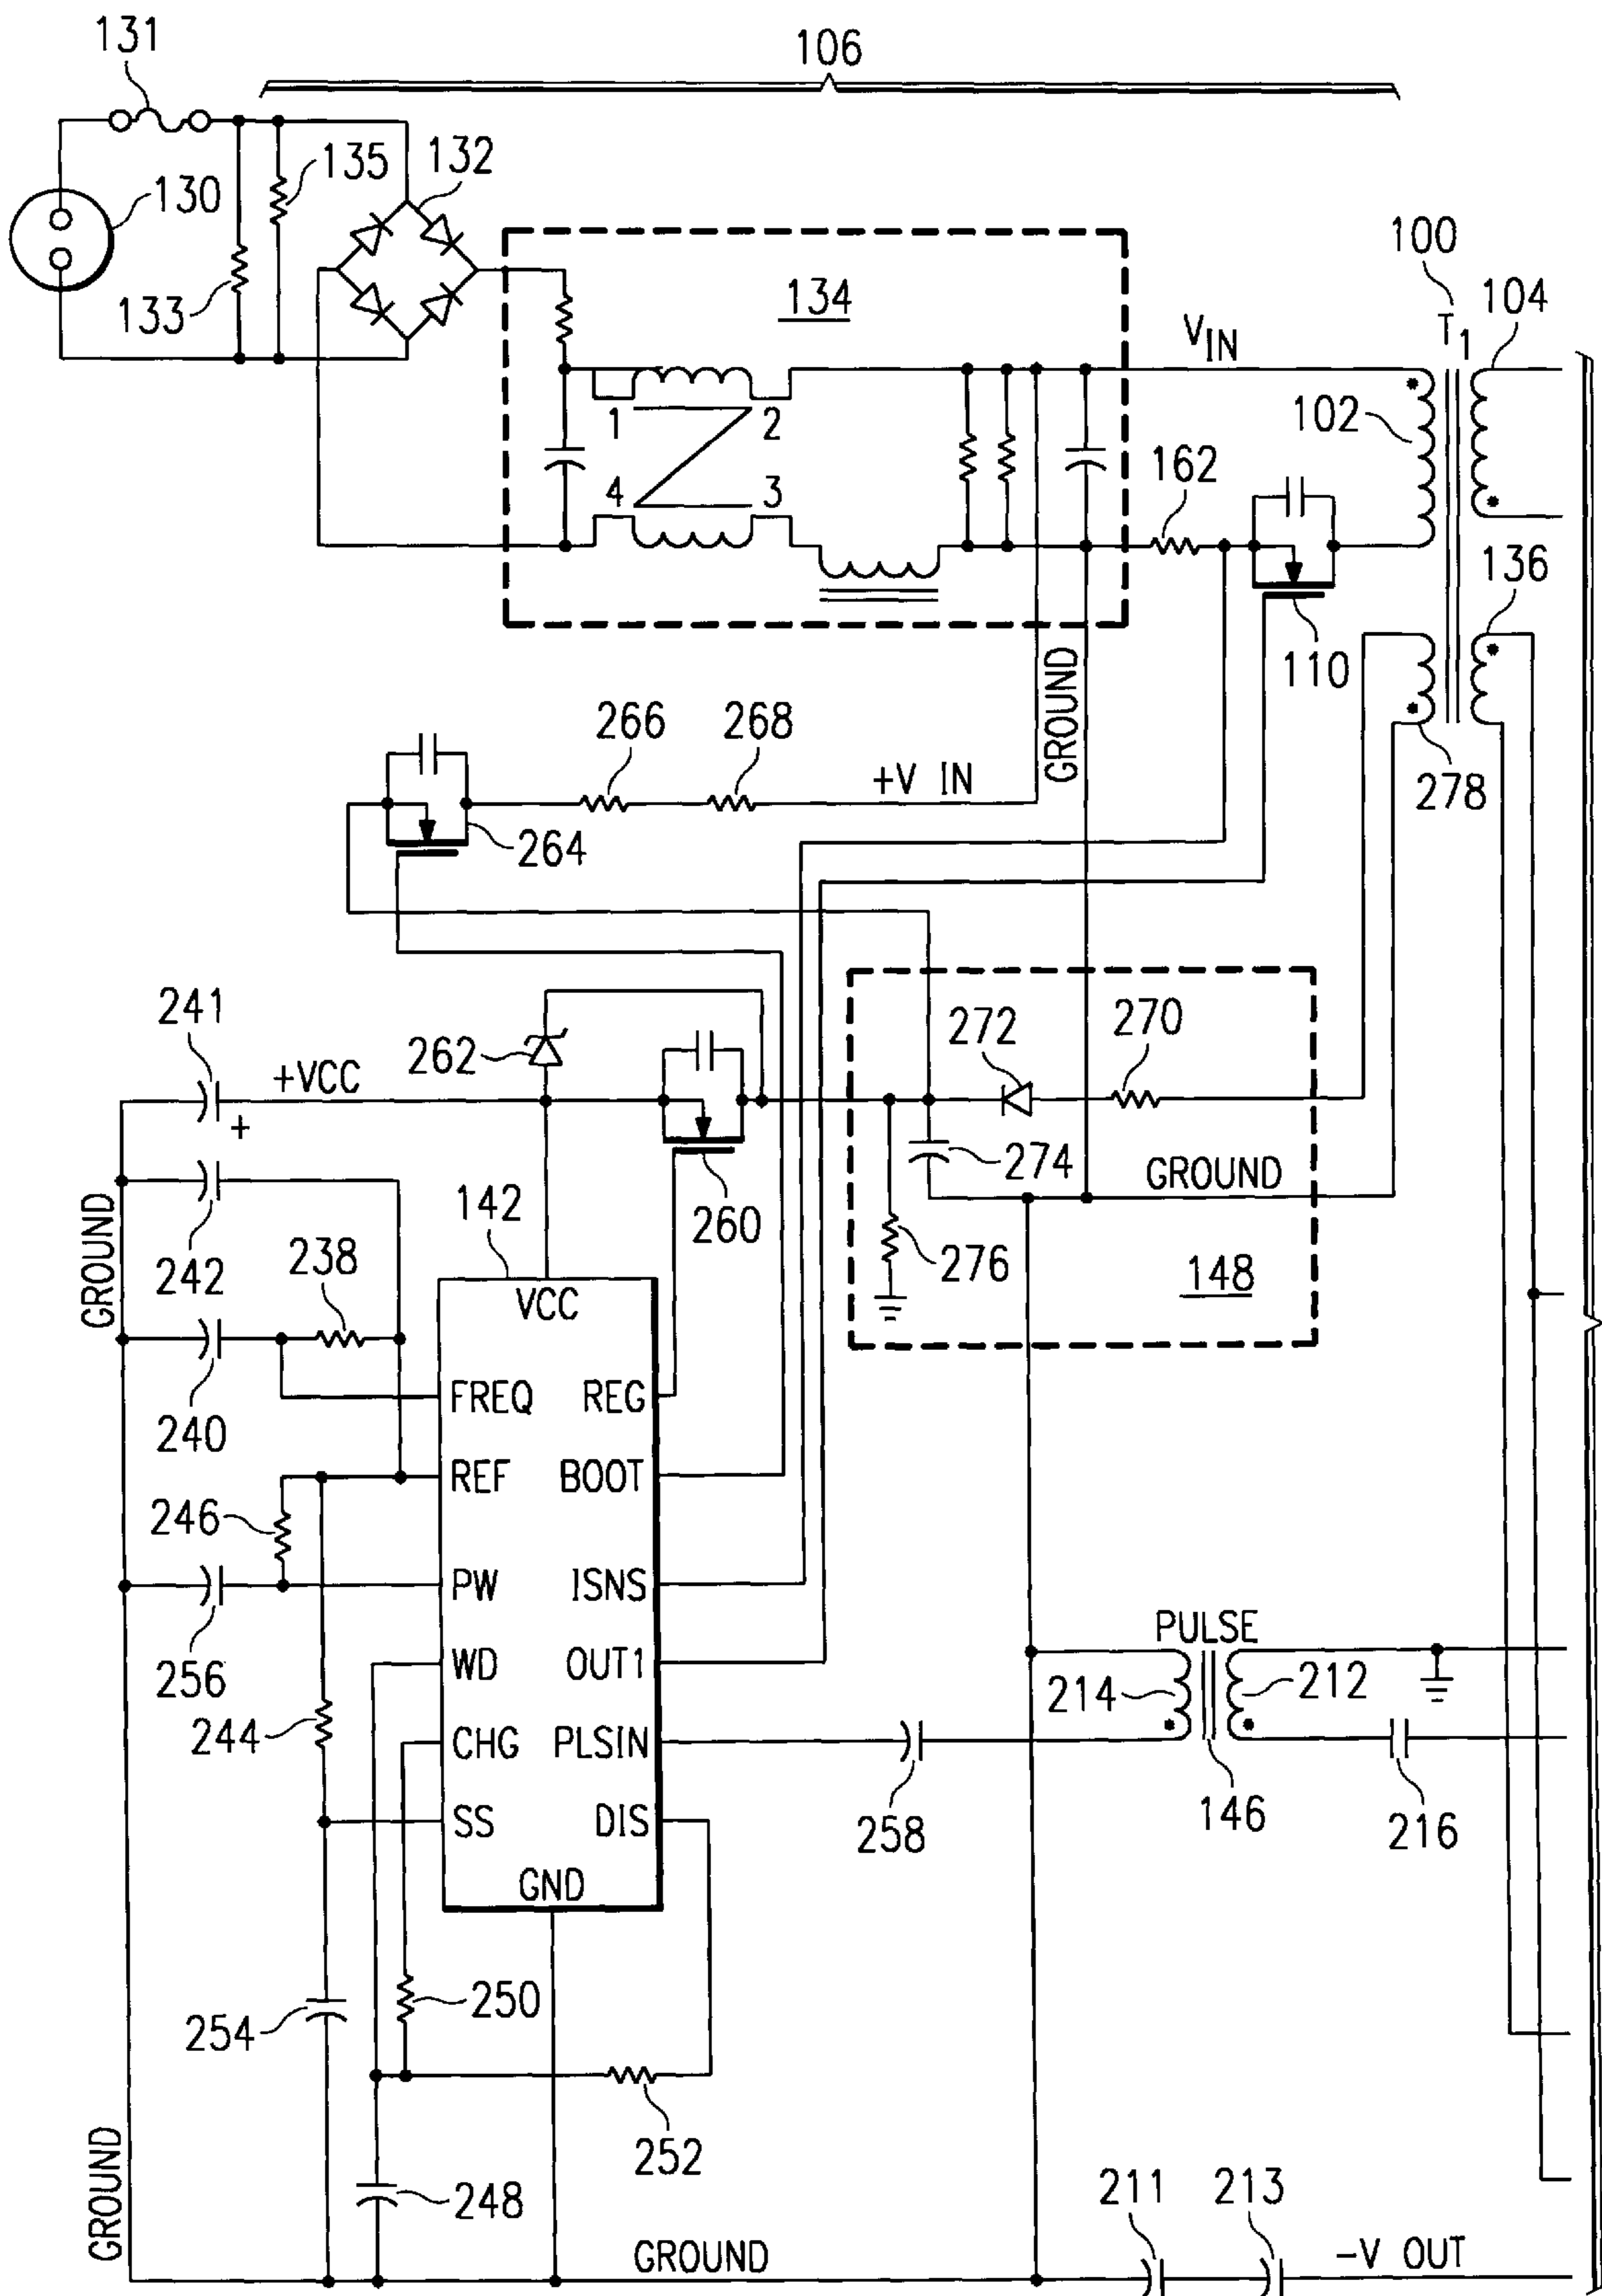 131
106
135
132
130
133
134
100
T1
104
VIN
1
2
102
4
3
162
136
110
GROUND
266
268
+V IN
278
264
241
262
272
270
+VCC
+
274
GROUND
242
142
260
276
148
GROUND
238
VCC
240
FREQ
REG
REF
BOOT
246
PW
ISNS
PULSE
256
WD
OUT1
214
212
244
CHG
PLSIN
258
146
216
SS
DIS
GND
254
250
252
248
GROUND
GROUND
211
213
-V OUT